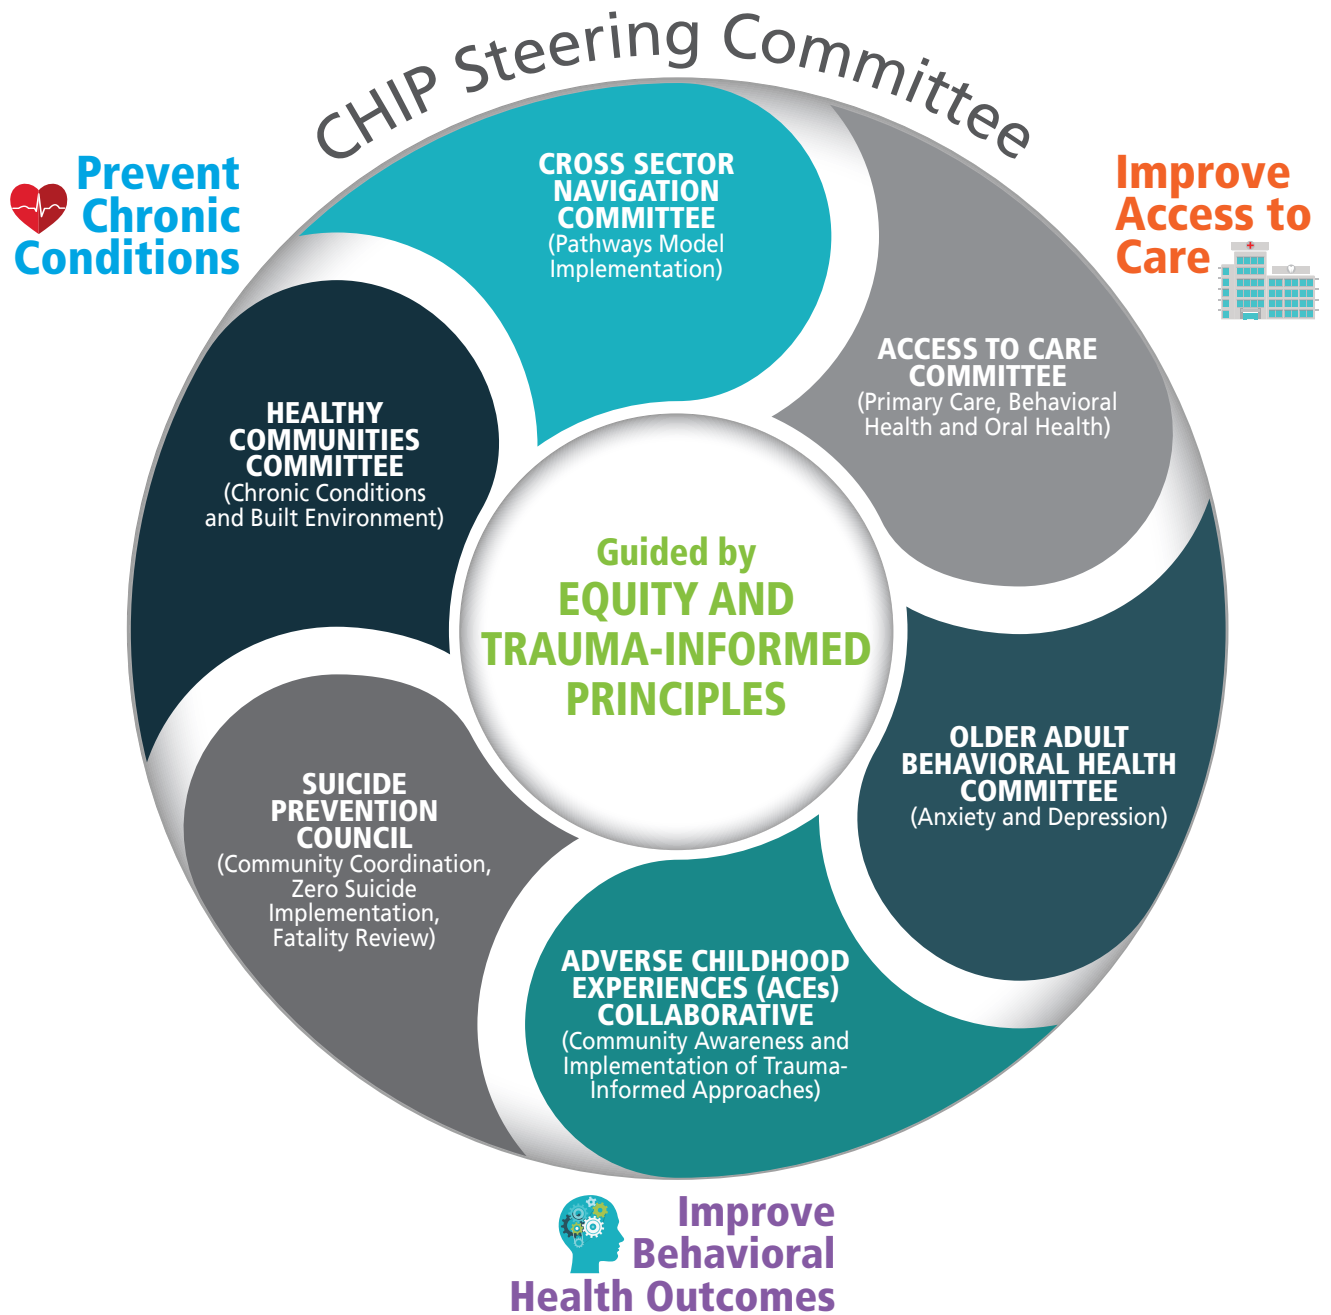 CHIP Steering Committee
Prevent
Chronic
Conditions
Improve
Access to
Care
CROSS SECTOR
NAVIGATION
COMMITTEE
(Pathways Model
Implementation)
ACCESS TO CARE
COMMITTEE
(Primary Care, Behavioral
Health and Oral Health)
HEALTHY
COMMUNITIES
COMMITTEE
(Chronic Conditions
and Built Environment)
Guided by
EQUITY AND
TRAUMA-INFORMED
PRINCIPLES
OLDER ADULT
BEHAVIORAL HEALTH
COMMITTEE
(Anxiety and Depression)
SUICIDE
PREVENTION
COUNCIL
(Community Coordination,
Zero Suicide
Implementation,
Fatality Review)
ADVERSE CHILDHOOD
EXPERIENCES (ACEs)
COLLABORATIVE
(Community Awareness and
Implementation of Trauma-
Informed Approaches)
Improve
Behavioral
Health Outcomes